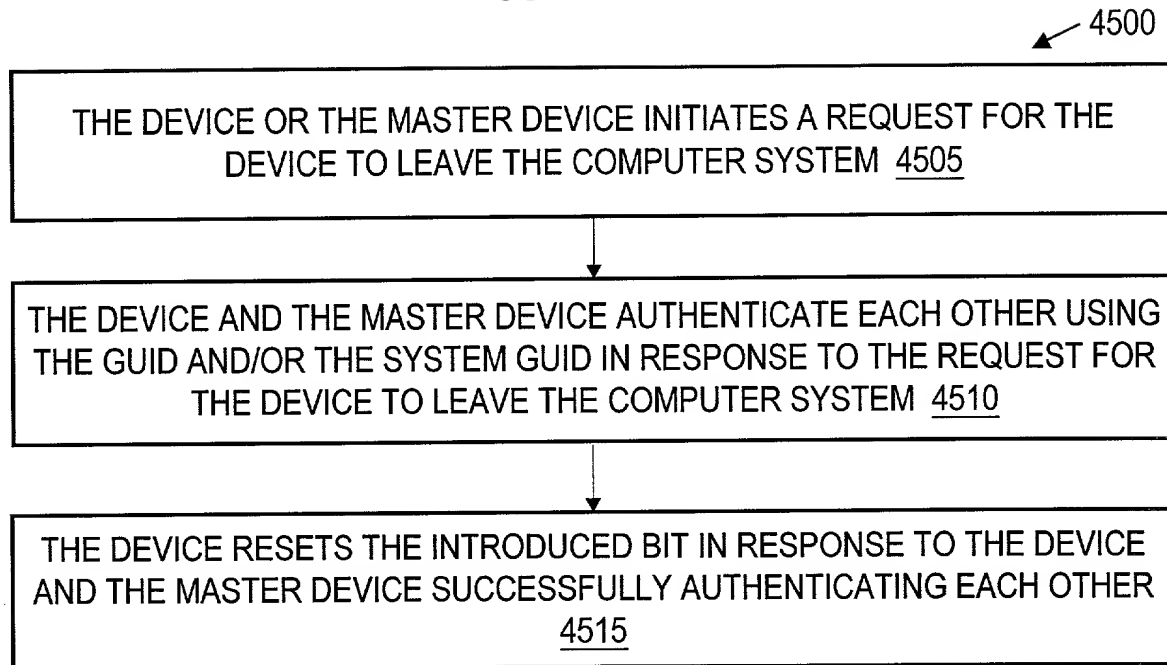 4500
THE DEVICE OR THE MASTER DEVICE INITIATES A REQUEST FOR THE
DEVICE TO LEAVE THE COMPUTER SYSTEM 4505
THE DEVICE AND THE MASTER DEVICE AUTHENTICATE EACH OTHER USING
THE GUID AND/OR THE SYSTEM GUID IN RESPONSE TO THE REQUEST FOR
THE DEVICE TO LEAVE THE COMPUTER SYSTEM 4510
THE DEVICE RESETS THE INTRODUCED BIT IN RESPONSE TO THE DEVICE
AND THE MASTER DEVICE SUCCESSFULLY AUTHENTICATING EACH OTHER
4515